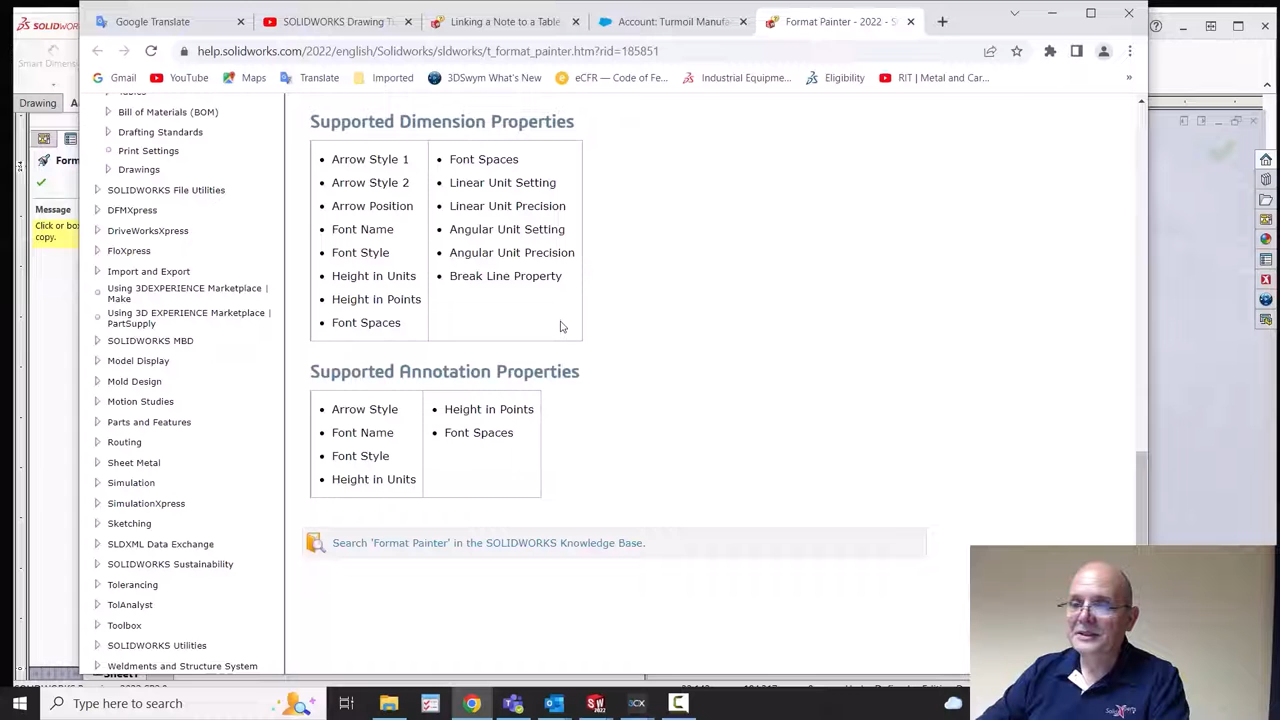 Google Translate
SOLIDWORKS Drawing Ti
Linking a Note to a Table
Account: Turmoil Manufa
Format Painter - 2022 - S
help.solidworks.com/2022/english/Solidworks/sldworks/t_format_painter.htm?rid=185851
Gmail
YouTube
Maps
Translate
Imported
3DSwym What's New
eCFR — Code of Fe...
Industrial Equipme...
Eligibility
RIT | Metal and Car...
»
SOLIDW
Smart Dimens
Drawing
Form
Message
Click or box
copy.
Bill of Materials (BOM)
Drafting Standards
Print Settings
Drawings
SOLIDWORKS File Utilities
DFMXpress
DriveWorksXpress
FloXpress
Import and Export
Using 3DEXPERIENCE Marketplace |
Make
Using 3D EXPERIENCE Marketplace |
PartSupply
SOLIDWORKS MBD
Model Display
Mold Design
Motion Studies
Parts and Features
Routing
Sheet Metal
Simulation
SimulationXpress
Sketching
SLDXML Data Exchange
SOLIDWORKS Sustainability
Tolerancing
TolAnalyst
Toolbox
SOLIDWORKS Utilities
Weldments and Structure System
Supported Dimension Properties
Arrow Style 1
Arrow Style 2
Arrow Position
Font Name
Font Style
Height in Units
Height in Points
Font Spaces
Font Spaces
Linear Unit Setting
Linear Unit Precision
Angular Unit Setting
Angular Unit Precision
Break Line Property
Supported Annotation Properties
Arrow Style
Font Name
Font Style
Height in Units
Height in Points
Font Spaces
Search 'Format Painter' in the SOLIDWORKS Knowledge Base.
Type here to search